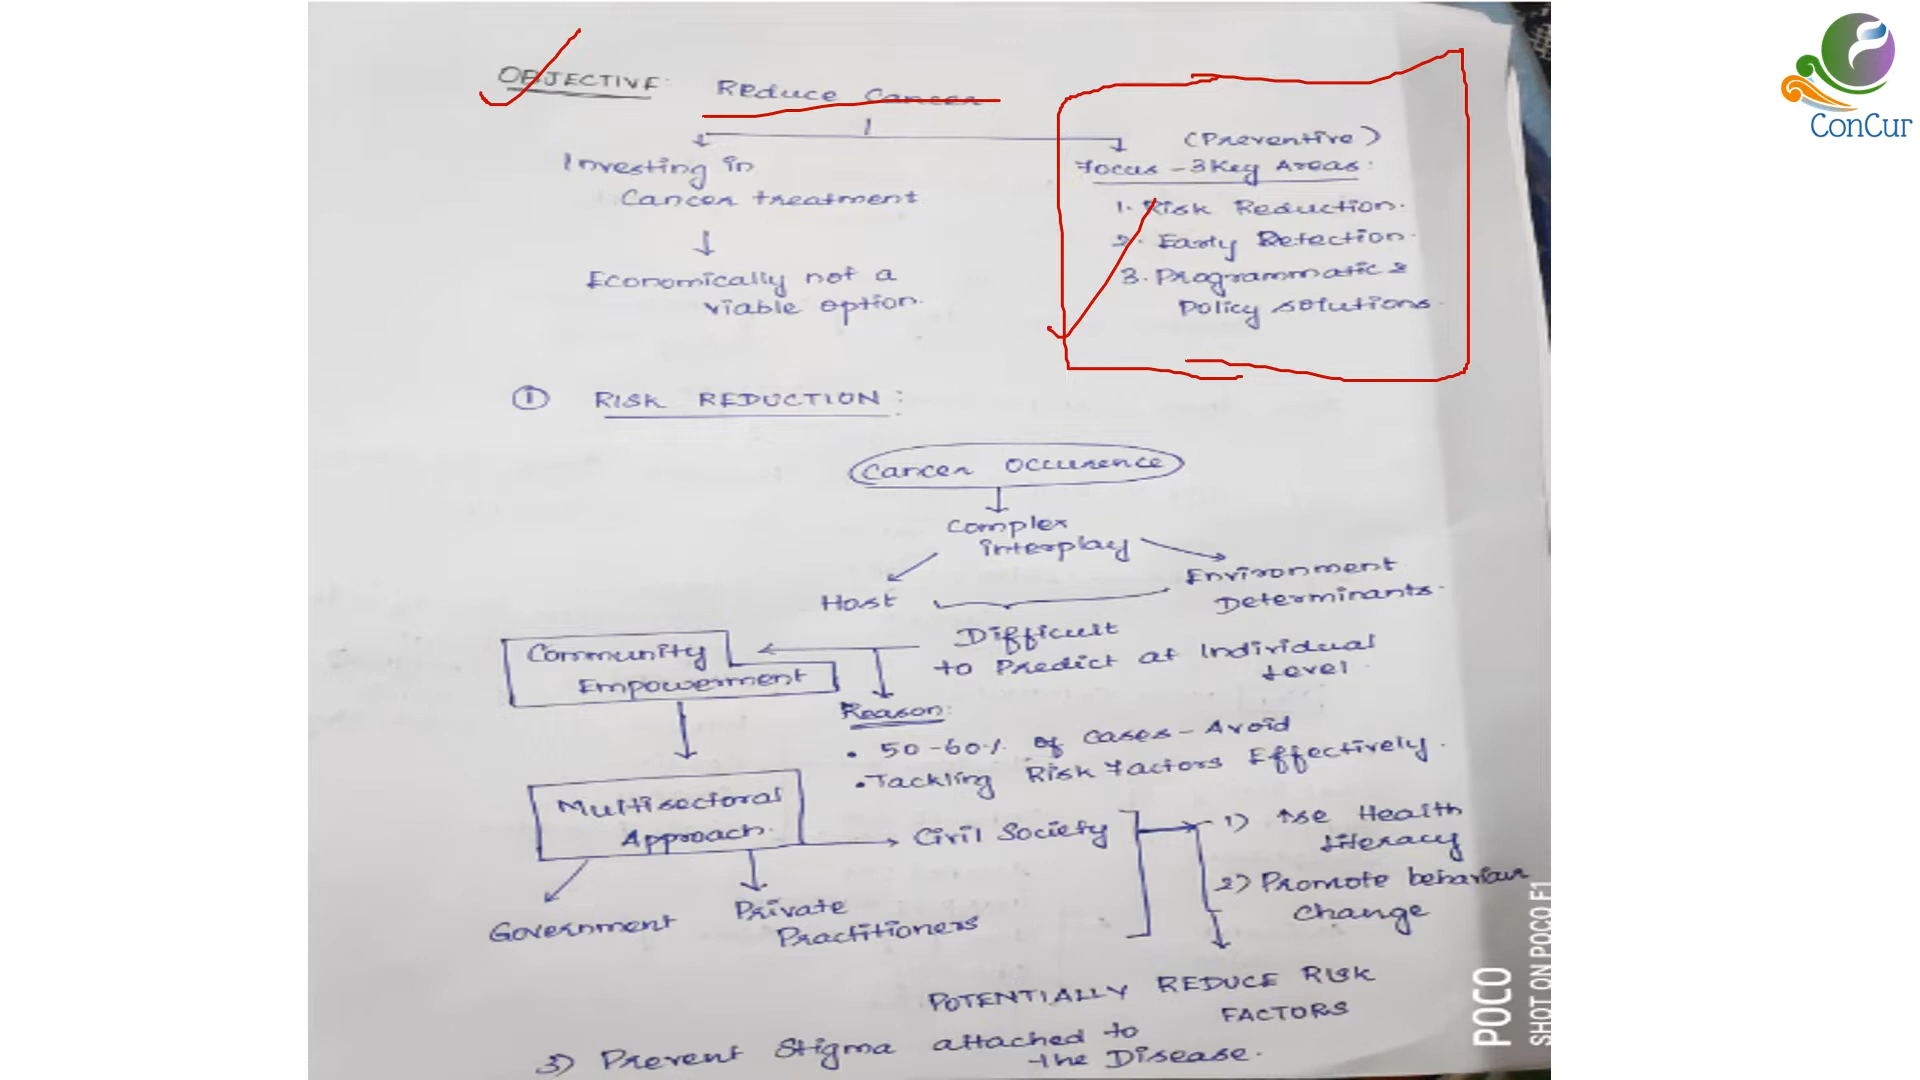 ConCur
OBJECTIVE: Reduce Cancer
Investing in
Cancer treatment
Economically not a
viable option.
(Preventive)
Focus - 3 Key Areas:
1. Risk Reduction.
2. Early Detection.
3. Programmatic &
Policy solutions.
① RISK REDUCTION:
Cancer Occurence
Complex
interplay
Host
Environment
Determinants.
Difficult
to Predict at Individual
level.
Community
Empowerment
Reason:
• 50-60% of cases - Avoid
• Tackling Risk Factors Effectively.
Multisectoral
Approach.
Civil Society
Government
Private
Practitioners
1) ↑se Health
literacy
2) Promote behaviour
change
POTENTIALLY REDUCE RISK
FACTORS
3) Prevent Stigma attached to
the Disease.
POCO
SHOT ON POCO F1